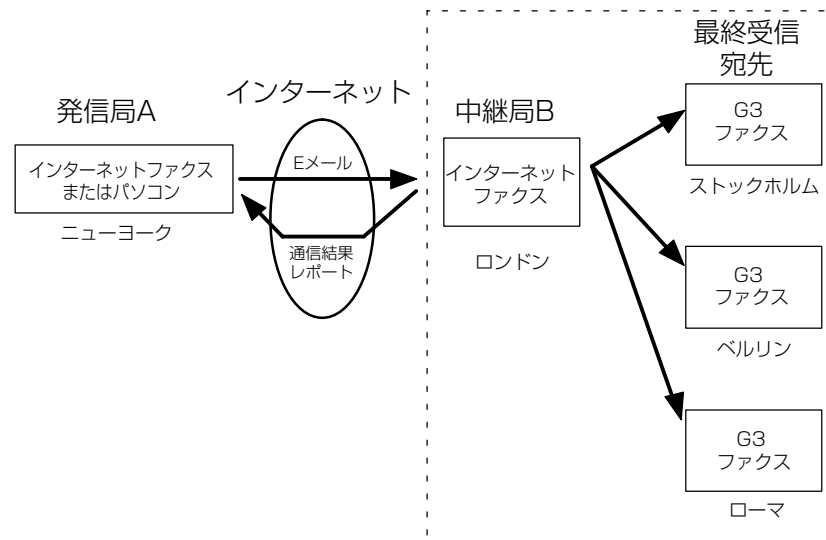 発信局A
インターネットファクス
またはパソコン
ニューヨーク
インターネット
Eメール
通信結果
レポート
中継局B
インターネット
ファクス
ロンドン
最終受信
宛先
G3
ファクス
ストックホルム
G3
ファクス
ベルリン
G3
ファクス
ローマ